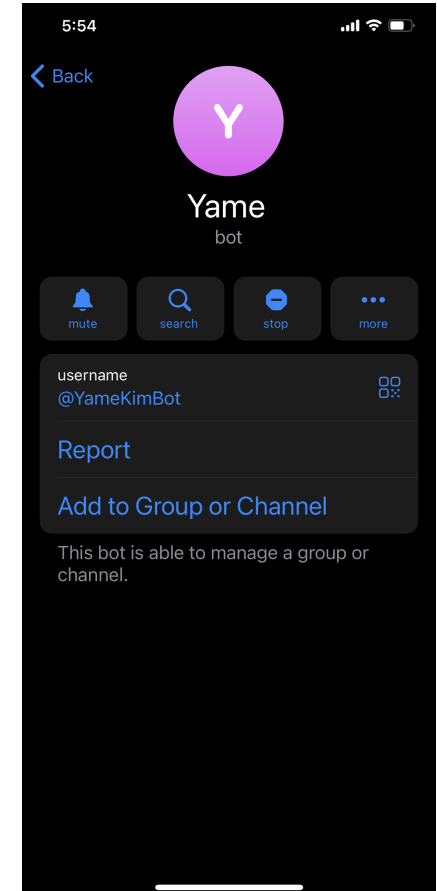 5:54
Back
Y
Yame
bot
mute
search
stop
more
username
@YameKimBot
Report
Add to Group or Channel
This bot is able to manage a group or
channel.